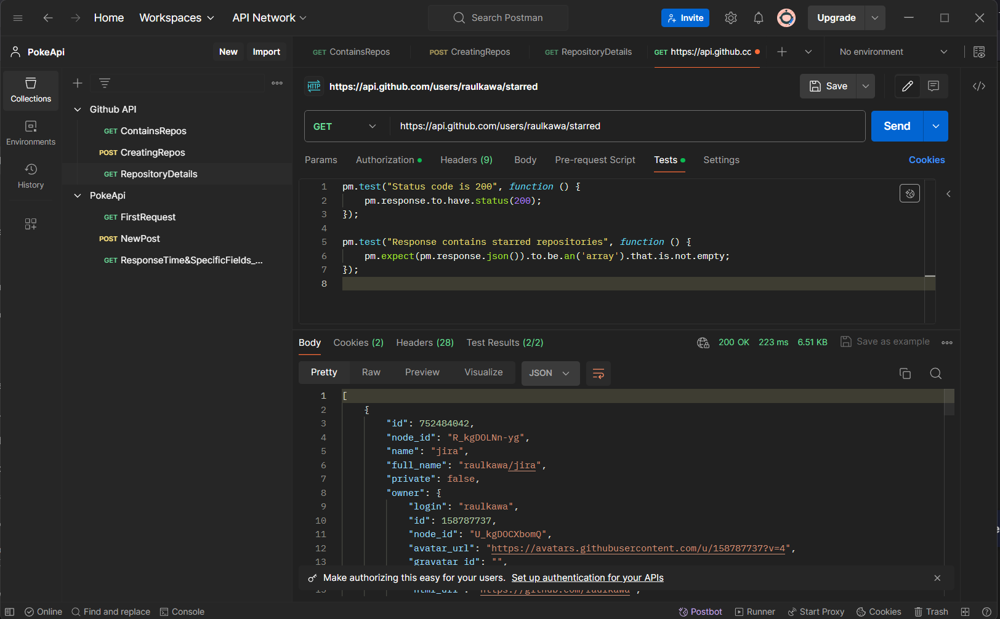 Home Workspaces API Network Search Postman Invite Upgrade
PokeApi New Import
GET ContainsRepos POST CreatingRepos GET RepositoryDetails GET https://api.github.cc No environment
Collections
Environments
History
Github API
GET ContainsRepos
POST CreatingRepos
GET RepositoryDetails
PokeApi
GET FirstRequest
POST NewPost
GET ResponseTime&SpecificFields_...
HTTP https://api.github.com/users/raulkawa/starred Save
GET https://api.github.com/users/raulkawa/starred Send
Params Authorization Headers (9) Body Pre-request Script Tests Settings Cookies
1 pm.test("Status code is 200", function () {
2 pm.response.to.have.status(200);
3 });
4
5 pm.test("Response contains starred repositories", function () {
6 pm.expect(pm.response.json()).to.be.an('array').that.is.not.empty;
7 });
8
Body Cookies (2) Headers (28) Test Results (2/2) 200 OK 223 ms 6.51 KB Save as example
Pretty Raw Preview Visualize JSON
1 [
2 {
3 "id": 752484042,
4 "node_id": "R_kgDOLNn-yg",
5 "name": "jira",
6 "full_name": "raulkawa/jira",
7 "private": false,
8 "owner": {
9 "login": "raulkawa",
10 "id": 158787737,
11 "node_id": "U_kgDOCXbomQ",
12 "avatar_url": "https://avatars.githubusercontent.com/u/158787737?v=4",
13 "gravatar_id": "",
Make authorizing this easy for your users. Set up authentication for your APIs
15 "html_url": "https://github.com/raulkawa",
Online Find and replace Console Postbot Runner Start Proxy Cookies Trash